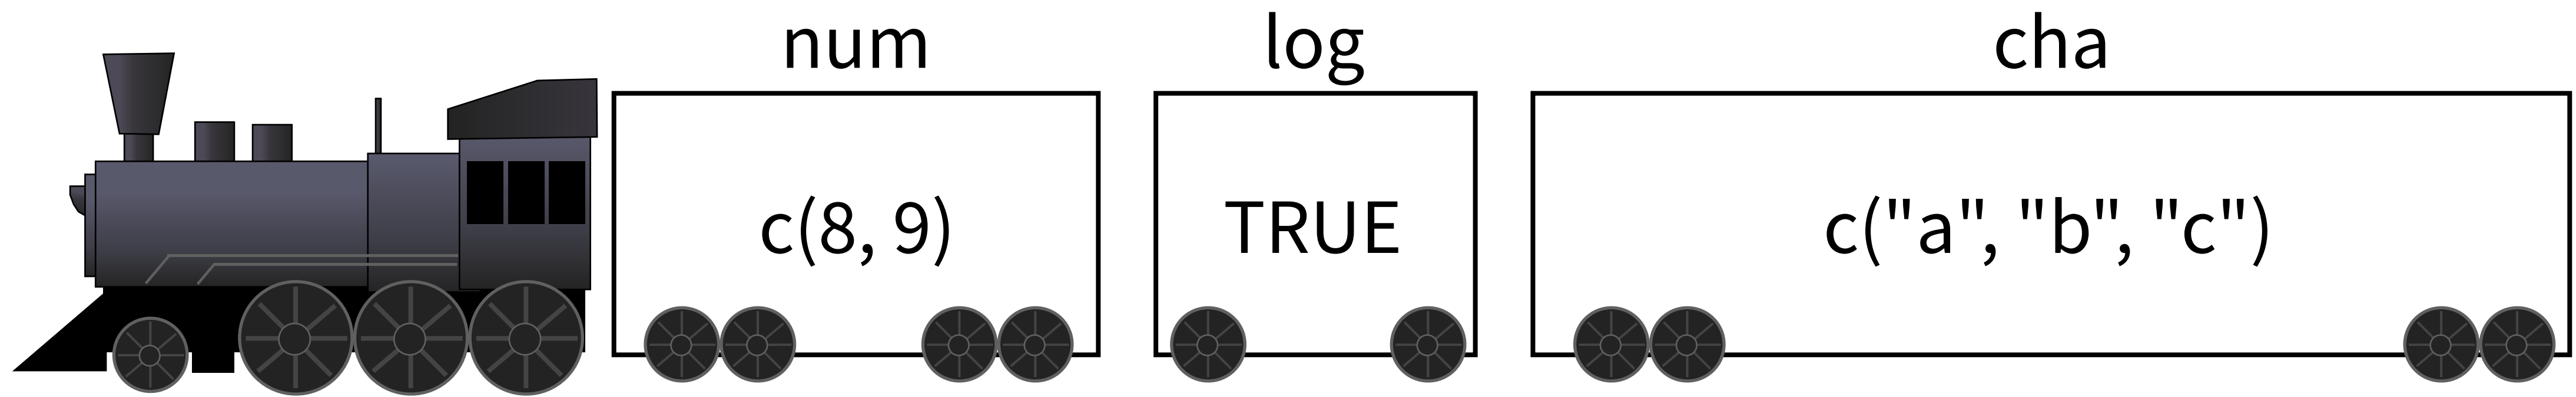 num
log
cha
c(8, 9)
TRUE
c("a", "b", "c")